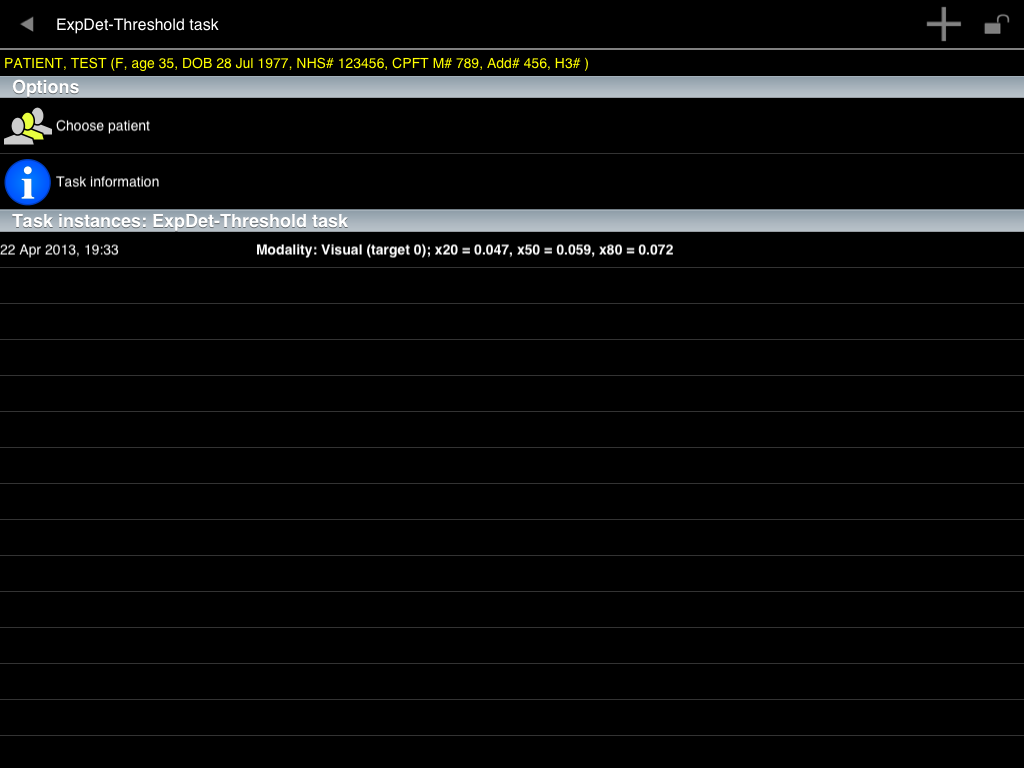 ExpDet-Threshold task
PATIENT, TEST (F, age 35, DOB 28 Jul 1977, NHS# 123456, CPFT M# 789, Add# 456, H3# )
Options
Choose patient
Task information
Task instances: ExpDet-Threshold task
22 Apr 2013, 19:33 Modality: Visual (target 0); x20 = 0.047, x50 = 0.059, x80 = 0.072